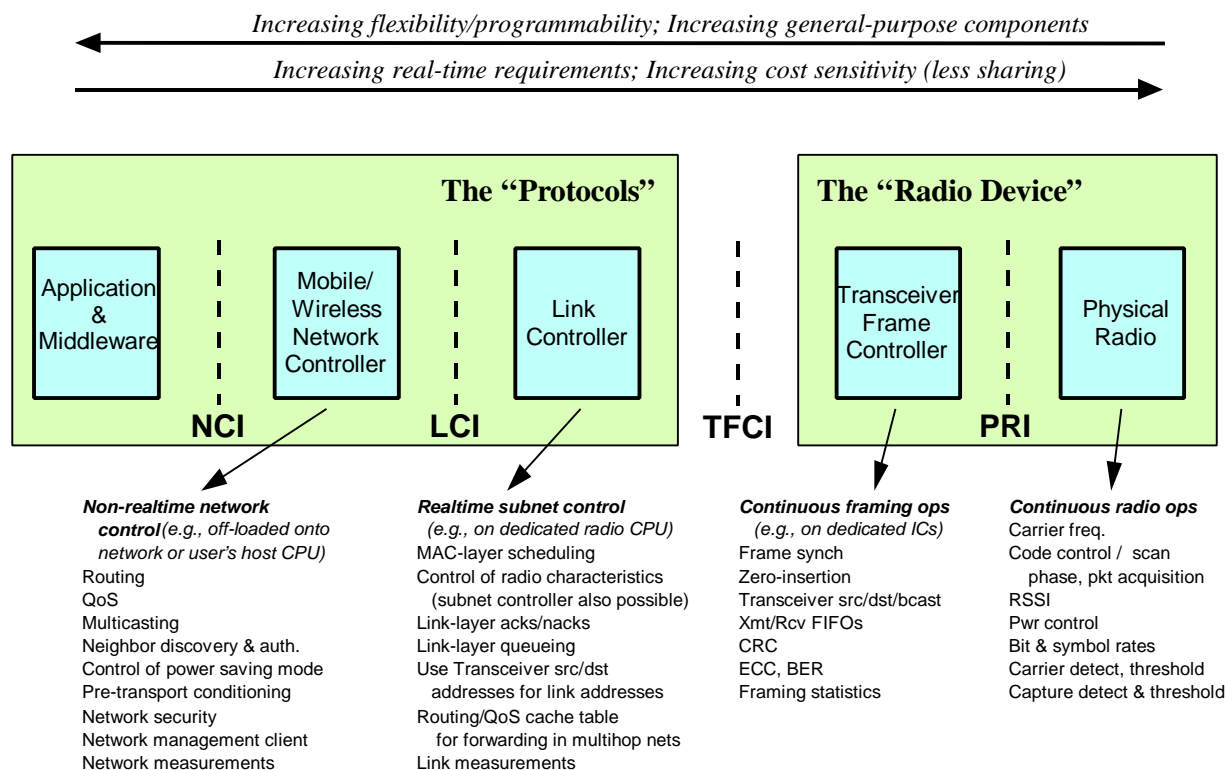 Increasing flexibility/programmability; Increasing general-purpose components
Increasing real-time requirements; Increasing cost sensitivity (less sharing)
The “Protocols”
The “Radio Device”
Application
&
Middleware
Mobile/
Wireless
Network
Controller
Link
Controller
Transceiver
Frame
Controller
Physical
Radio
NCI
LCI
TFCI
PRI
Non-realtime network
control(e.g., off-loaded onto
network or user's host CPU)
Routing
QoS
Multicasting
Neighbor discovery & auth.
Control of power saving mode
Pre-transport conditioning
Network security
Network management client
Network measurements
Realtime subnet control
(e.g., on dedicated radio CPU)
MAC-layer scheduling
Control of radio characteristics
(subnet controller also possible)
Link-layer acks/nacks
Link-layer queueing
Use Transceiver src/dst
addresses for link addresses
Routing/QoS cache table
for forwarding in multihop nets
Link measurements
Continuous framing ops
(e.g., on dedicated ICs)
Frame synch
Zero-insertion
Transceiver src/dst/bcast
Xmt/Rcv FIFOs
CRC
ECC, BER
Framing statistics
Continuous radio ops
Carrier freq.
Code control / scan
phase, pkt acquisition
RSSI
Pwr control
Bit & symbol rates
Carrier detect, threshold
Capture detect & threshold